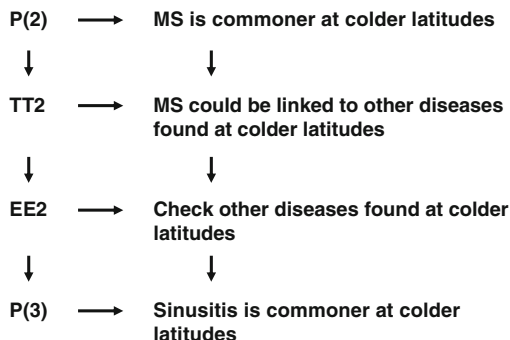 P(2) MS is commoner at colder latitudes
TT2 MS could be linked to other diseases
found at colder latitudes
EE2 Check other diseases found at colder
latitudes
P(3) Sinusitis is commoner at colder
latitudes